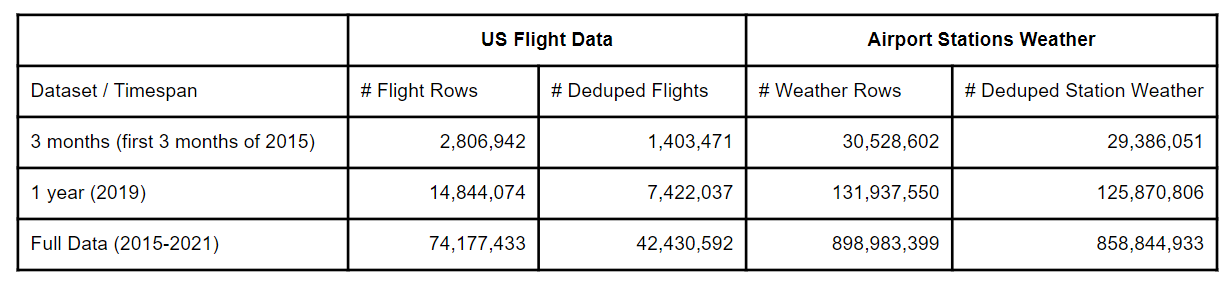 US Flight Data Airport Stations Weather
Dataset / Timespan # Flight Rows # Deduped Flights # Weather Rows # Deduped Station Weather
3 months (first 3 months of 2015) 2,806,942 1,403,471 30,528,602 29,386,051
1 year (2019) 14,844,074 7,422,037 131,937,550 125,870,806
Full Data (2015-2021) 74,177,433 42,430,592 898,983,399 858,844,933